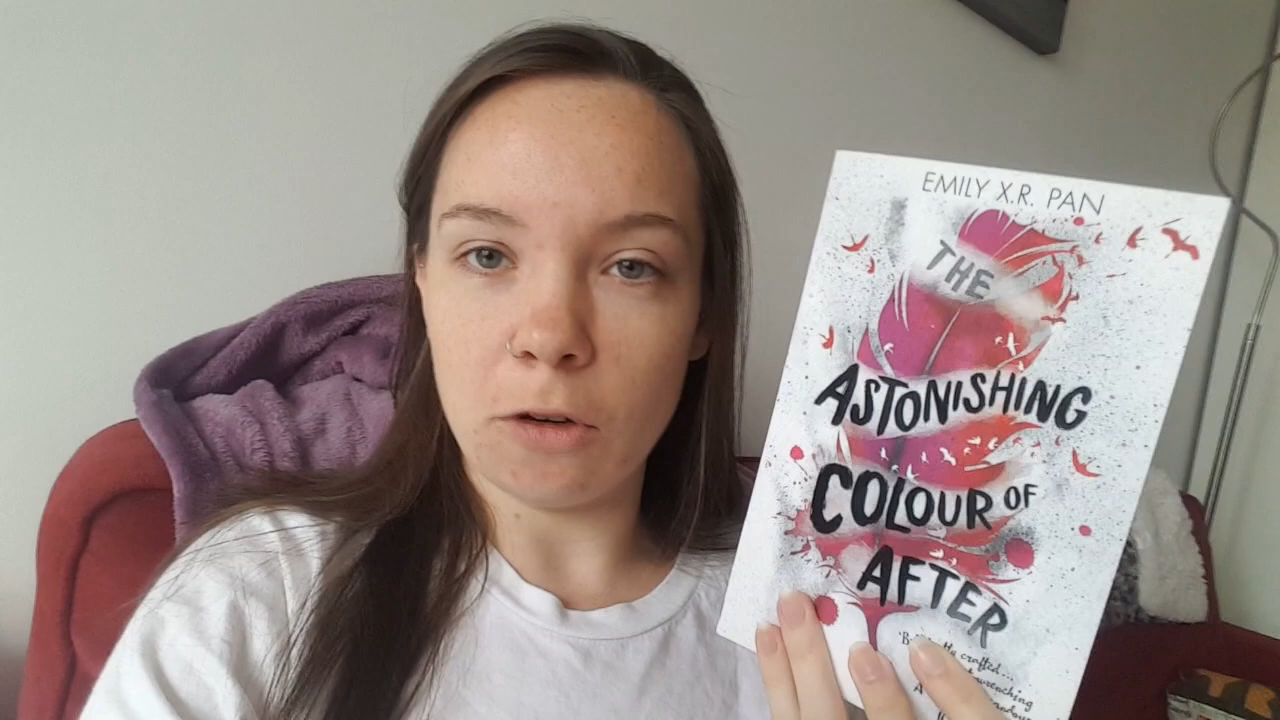 EMILY X.R. PAN
THE
ASTONISHING
COLOUR OF
AFTER
crafted...